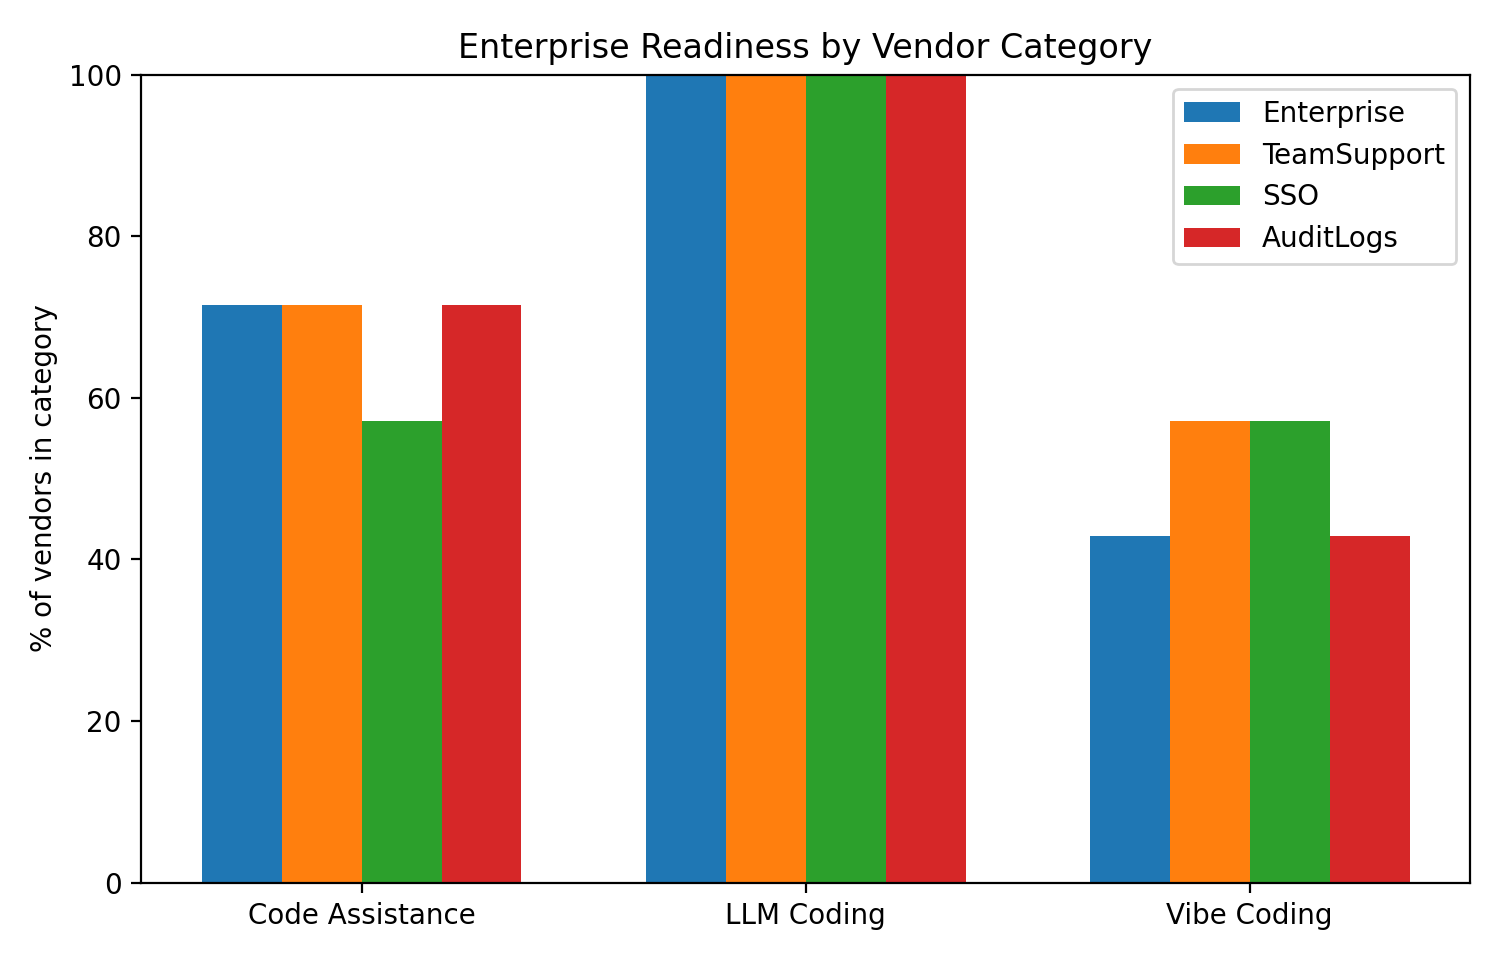 Enterprise Readiness by Vendor Category
% of vendors in category
100
80
60
40
20
0
Enterprise
TeamSupport
SSO
AuditLogs
Code Assistance
LLM Coding
Vibe Coding